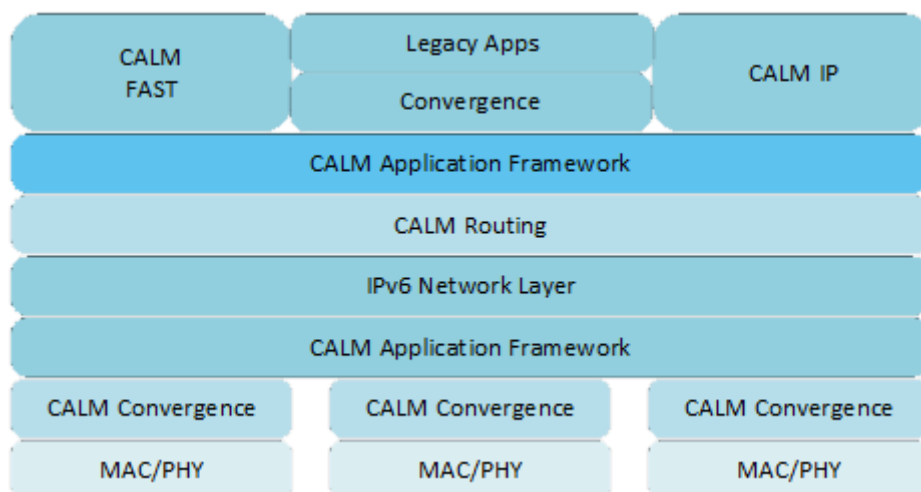 CALM
FAST
Legacy Apps
Convergence
CALM IP
CALM Application Framework
CALM Routing
IPv6 Network Layer
CALM Application Framework
CALM Convergence
CALM Convergence
CALM Convergence
MAC/PHY
MAC/PHY
MAC/PHY